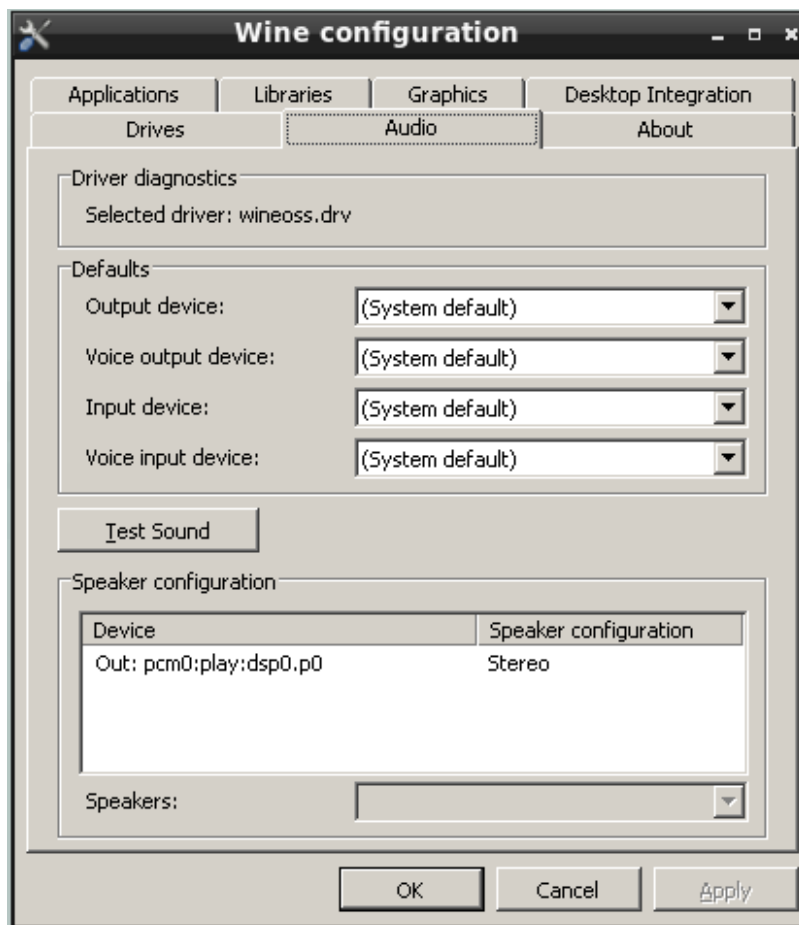 Wine configuration
Applications Libraries Graphics Desktop Integration
Drives Audio About
Driver diagnostics
Selected driver: wineoss.drv
Defaults
Output device: (System default)
Voice output device: (System default)
Input device: (System default)
Voice input device: (System default)
Test Sound
Speaker configuration
Device Speaker configuration
Out: pcm0:play:dsp0.p0 Stereo
Speakers:
OK Cancel Apply